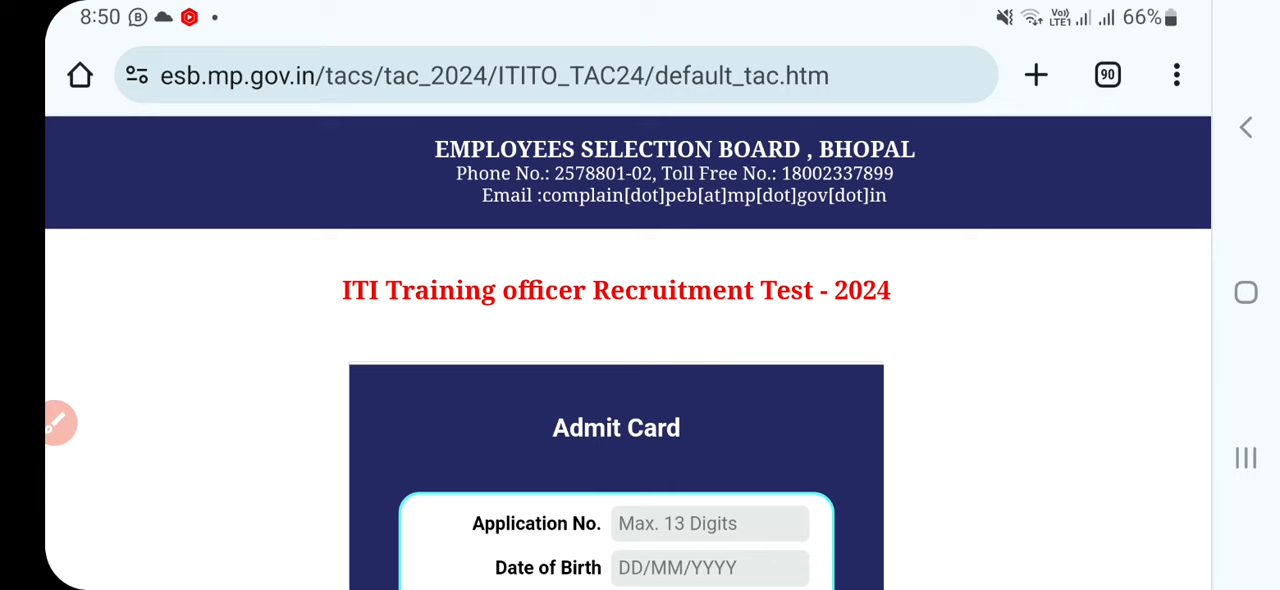 8:50 B 66%
Vo) LTE1
esb.mp.gov.in/tacs/tac_2024/ITITO_TAC24/default_tac.htm
90
EMPLOYEES SELECTION BOARD , BHOPAL
Phone No.: 2578801-02, Toll Free No.: 18002337899
Email :complain[dot]peb[at]mp[dot]gov[dot]in
ITI Training officer Recruitment Test - 2024
Admit Card
Application No. Max. 13 Digits
Date of Birth DD/MM/YYYY